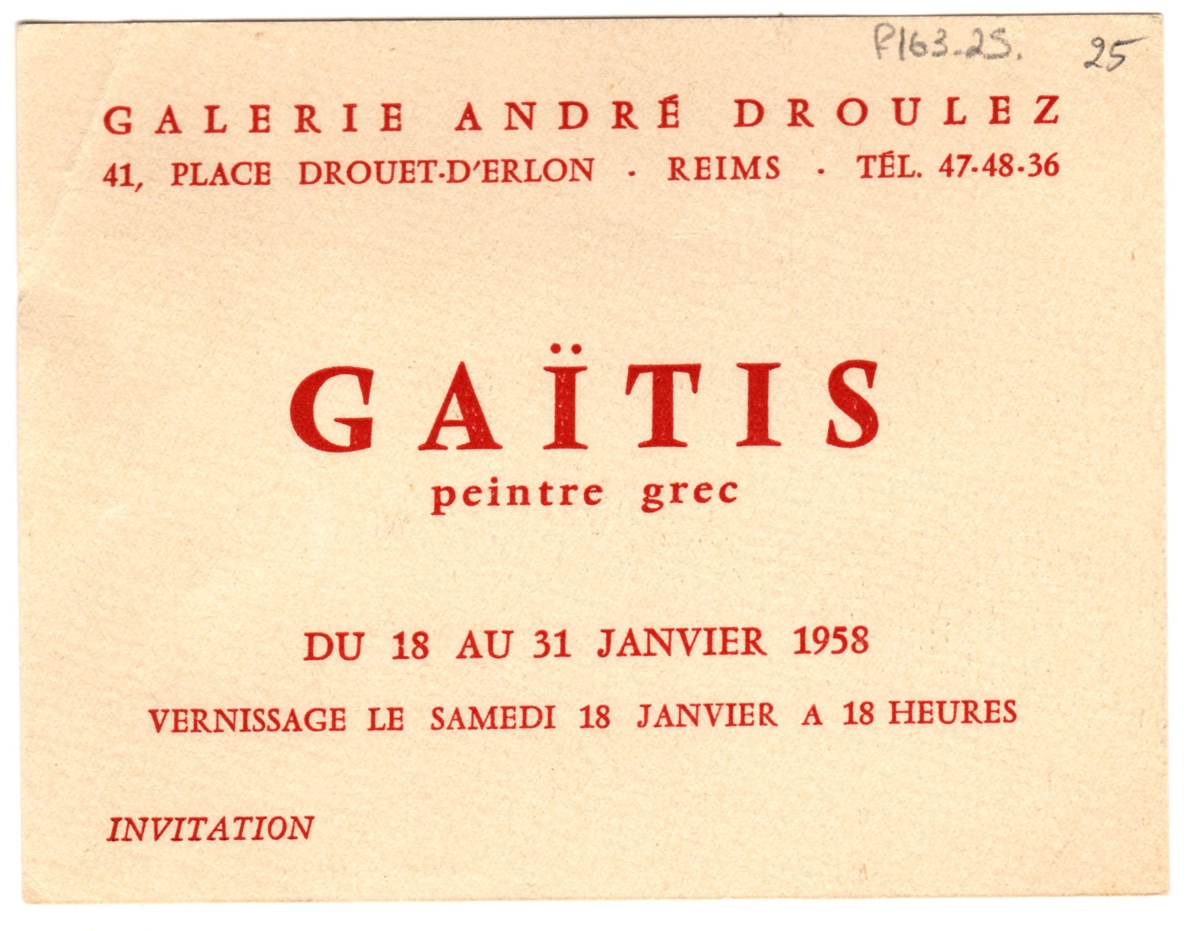 F163-25. 25
GALERIE ANDRÉ DROULEZ
41, PLACE DROUET-D'ERLON · REIMS · TÉL. 47-48-36
GAÏTIS
peintre grec
DU 18 AU 31 JANVIER 1958
VERNISSAGE LE SAMEDI 18 JANVIER A 18 HEURES
INVITATION